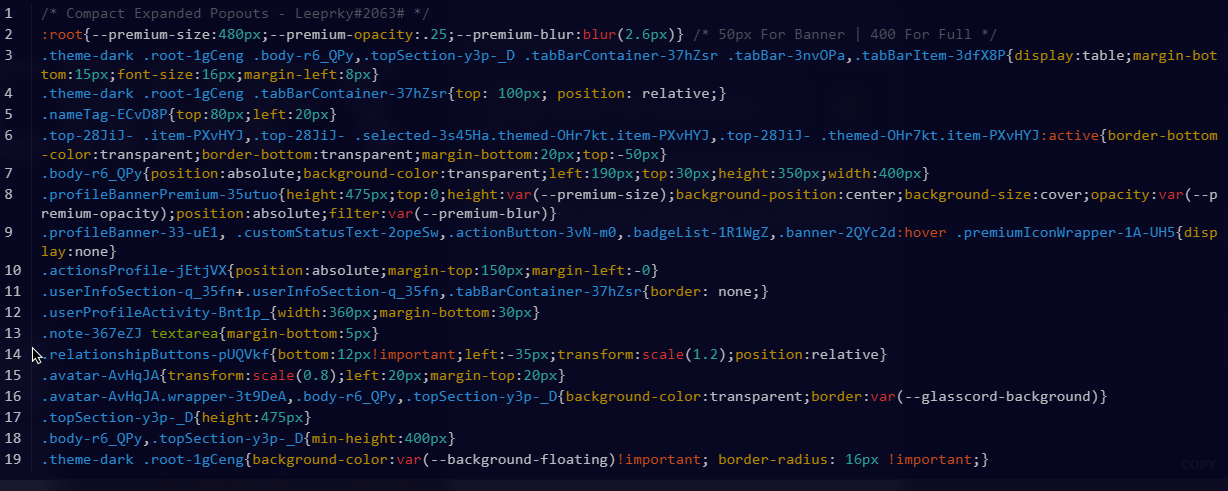 1 /* Compact Expanded Popouts - Leeprky#2063# */
2 :root{--premium-size:480px;--premium-opacity:.25;--premium-blur:blur(2.6px)} /* 50px For Banner | 400 For Full */
3 .theme-dark .root-1gCeng .body-r6_QPy,.topSection-y3p-_D .tabBarContainer-37hZsr .tabBar-3nvOPa,.tabBarItem-3dfX8P{display:table;margin-bot
tom:15px;font-size:16px;margin-left:8px}
4 .theme-dark .root-1gCeng .tabBarContainer-37hZsr{top: 100px; position: relative;}
5 .nameTag-ECvD8P{top:80px;left:20px}
6 .top-28JiJ- .item-PXvHYJ,.top-28JiJ- .selected-3s45Ha.themed-OHr7kt.item-PXvHYJ,.top-28JiJ- .themed-OHr7kt.item-PXvHYJ:active{border-bottom
-color:transparent;border-bottom:transparent;margin-bottom:20px;top:-50px}
7 .body-r6_QPy{position:absolute;background-color:transparent;left:190px;top:30px;height:350px;width:400px}
8 .profileBannerPremium-35utuo{height:475px;top:0;height:var(--premium-size);background-position:center;background-size:cover;opacity:var(--p
remium-opacity);position:absolute;filter:var(--premium-blur)}
9 .profileBanner-33-uE1, .customStatusText-2opeSw,.actionButton-3vN-m0,.badgeList-1R1WgZ,.banner-2QYc2d:hover .premiumIconWrapper-1A-UH5{disp
lay:none}
10 .actionsProfile-jEtjVX{position:absolute;margin-top:150px;margin-left:-0}
11 .userInfoSection-q_35fn+.userInfoSection-q_35fn,.tabBarContainer-37hZsr{border: none;}
12 .userProfileActivity-Bnt1p_{width:360px;margin-bottom:30px}
13 .note-367eZJ textarea{margin-bottom:5px}
14 .relationshipButtons-pUQVkf{bottom:12px!important;left:-35px;transform:scale(1.2);position:relative}
15 .avatar-AvHqJA{transform:scale(0.8);left:20px;margin-top:20px}
16 .avatar-AvHqJA.wrapper-3t9DeA,.body-r6_QPy,.topSection-y3p-_D{background-color:transparent;border:var(--glasscord-background)}
17 .topSection-y3p-_D{height:475px}
18 .body-r6_QPy,.topSection-y3p-_D{min-height:400px}
19 .theme-dark .root-1gCeng{background-color:var(--background-floating)!important; border-radius: 16px !important;}
COPY